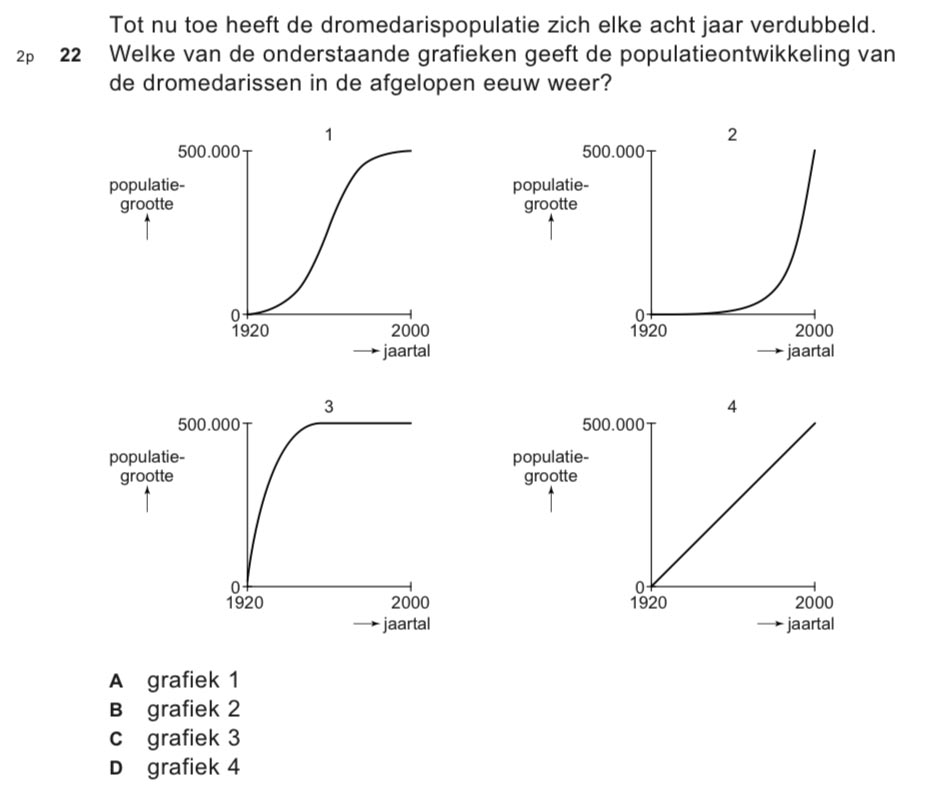 Tot nu toe heeft de dromedarispopulatie zich elke acht jaar verdubbeld.
2p 22 Welke van de onderstaande grafieken geeft de populatieontwikkeling van
de dromedarissen in de afgelopen eeuw weer?
1
500.000
populatie-
grootte
0
1920 2000
jaartal
2
500.000
populatie-
grootte
0
1920 2000
jaartal
3
500.000
populatie-
grootte
0
1920 2000
jaartal
4
500.000
populatie-
grootte
0
1920 2000
jaartal
A grafiek 1
B grafiek 2
C grafiek 3
D grafiek 4